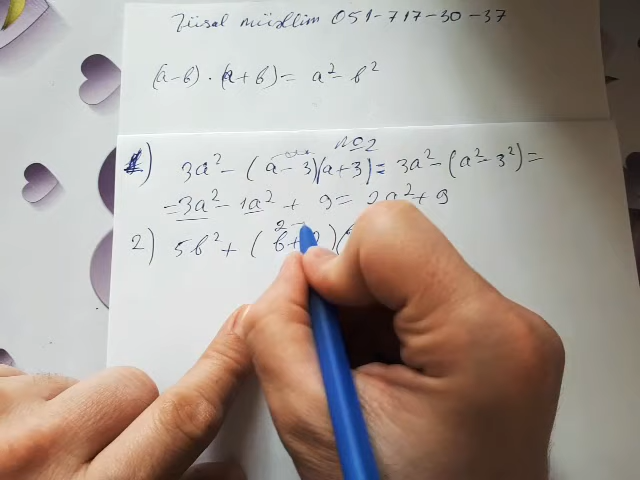 Züsal müəllim 051-717-30-37
(a-b)·(a+b)= a²-b²
№2
1) 3a²-(a-3)(a+3)=3a²-(a²-3²)=
=3a²-1a²+9=2a²+9
2) 5b²+(